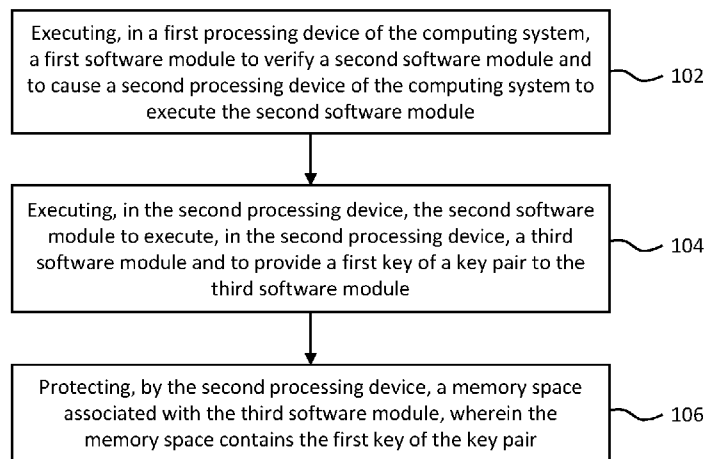 Executing, in a first processing device of the computing system,
a first software module to verify a second software module and
to cause a second processing device of the computing system to
execute the second software module
102
Executing, in the second processing device, the second software
module to execute, in the second processing device, a third
software module and to provide a first key of a key pair to the
third software module
104
Protecting, by the second processing device, a memory space
associated with the third software module, wherein the
memory space contains the first key of the key pair
106